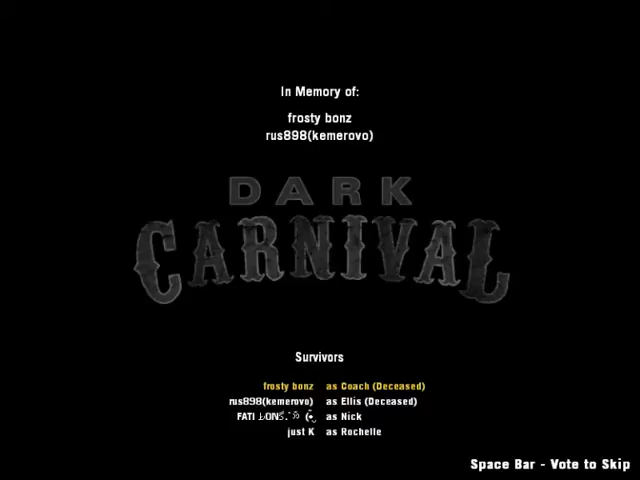 In Memory of:
frosty bonz
rus898(kemerovo)
DARK
CARNIVAL
Survivors
frosty bonz as Coach (Deceased)
rus898(kemerovo) as Ellis (Deceased)
FATI as Nick
just K as Rochelle
Space Bar - Vote to Skip